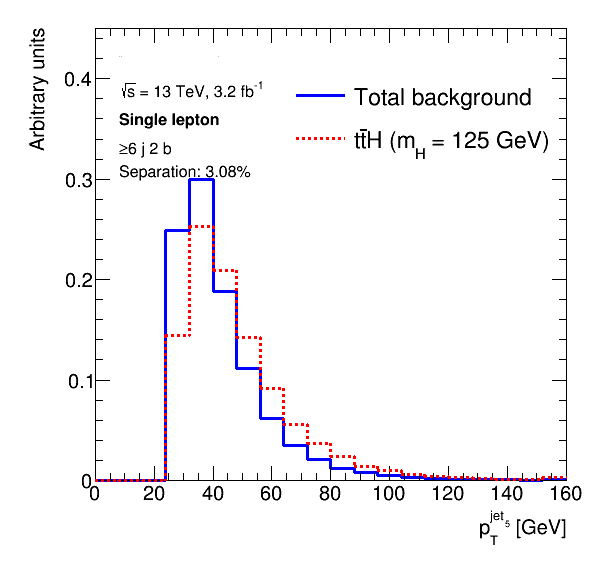 Arbitrary units
0.4
0.3
0.2
0.1
0
√s = 13 TeV, 3.2 fb⁻¹
Single lepton
≥6 j 2 b
Separation: 3.08%
Total background
tt̄H (m_H = 125 GeV)
0 20 40 60 80 100 120 140 160
p_T^jet_5 [GeV]